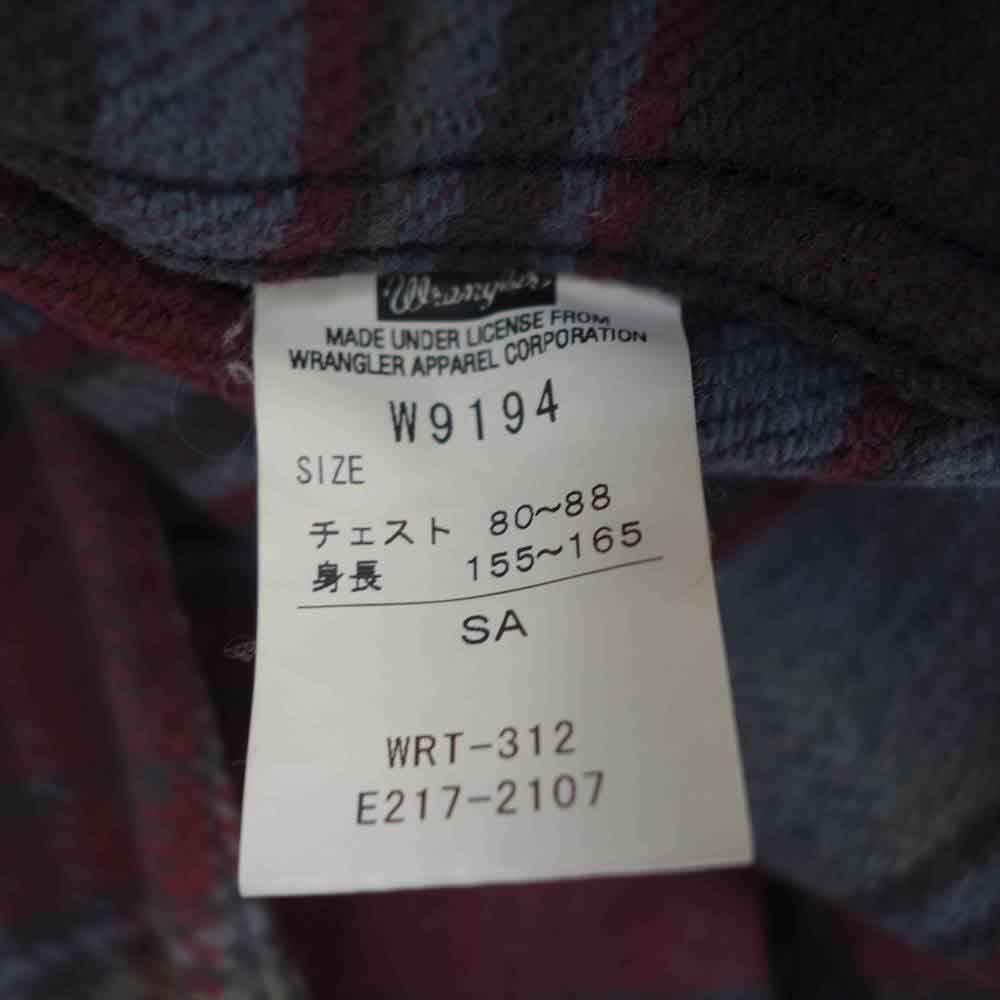 Wrangler
MADE UNDER LICENSE FROM
WRANGLER APPAREL CORPORATION
W9194
SIZE
チェスト 80~88
身長 155~165
SA
WRT-312
E217-2107